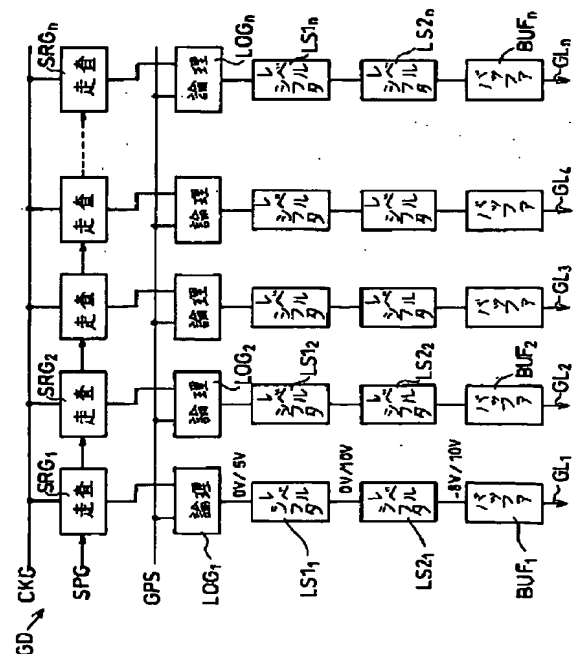 GD
CKG
SRG₁
SRG₂
SRGₙ
SPG
走査
走査
走査
走査
走査
GPS
論理
論理
論理
論理
論理
LOG₁
LOG₂
LOGₙ
0V/5V
レベル
シフタ
レベル
シフタ
レベル
シフタ
レベル
シフタ
レベル
シフタ
LS1₁
LS1₂
LS1ₙ
0V/10V
レベル
シフタ
レベル
シフタ
レベル
シフタ
レベル
シフタ
レベル
シフタ
LS2₁
LS2₂
LS2ₙ
-8V/10V
バッファ
バッファ
バッファ
バッファ
バッファ
BUF₁
BUF₂
BUFₙ
GL₁
GL₂
GL₃
GL₄
GLₙ